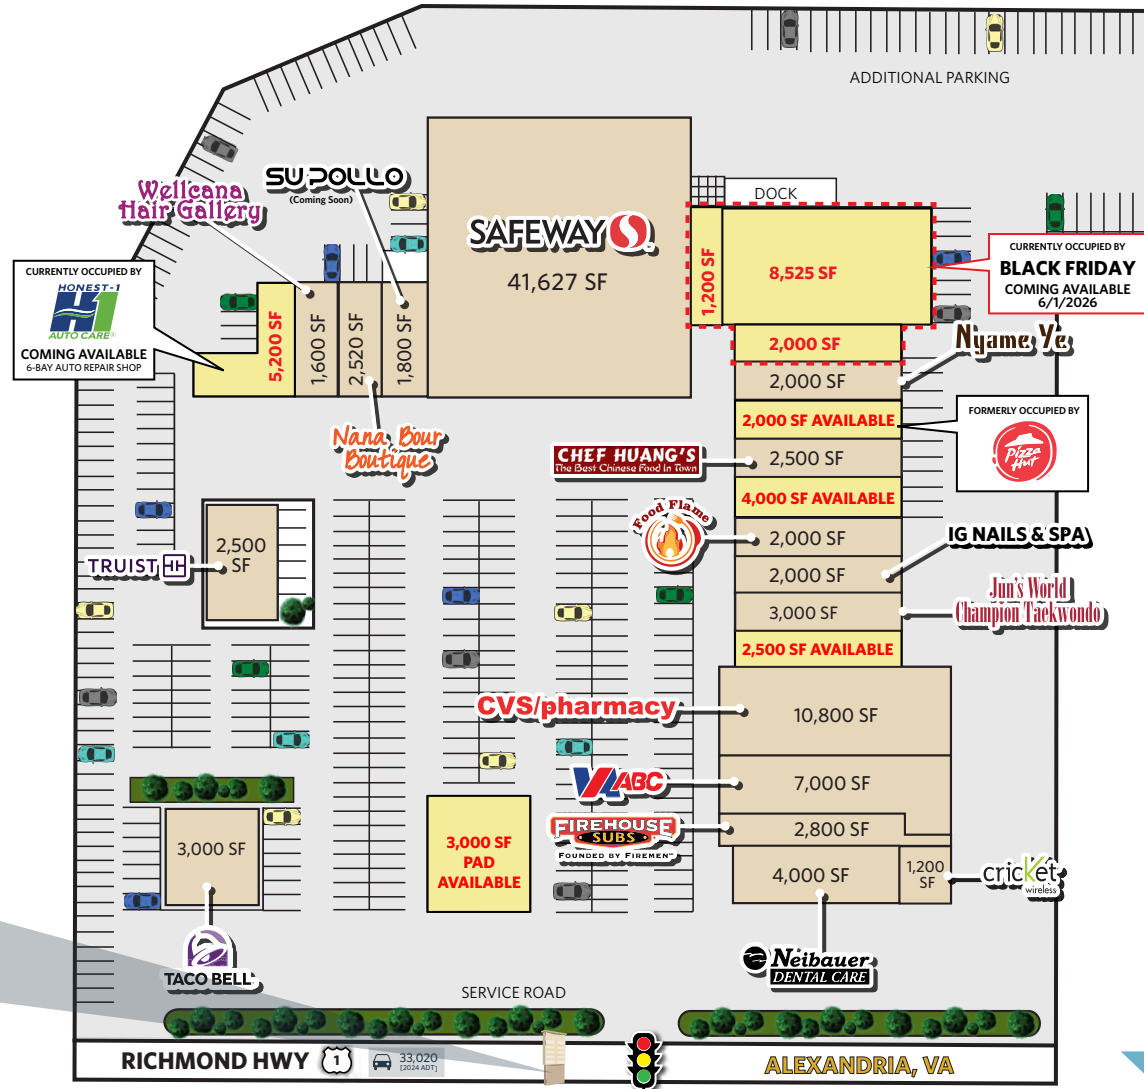 ADDITIONAL PARKING
Wellcana
Hair Gallery
SU POLLO
(Coming Soon)
DOCK
SAFEWAY
41,627 SF
1,200 SF
8,525 SF
CURRENTLY OCCUPIED BY
BLACK FRIDAY
COMING AVAILABLE
6/1/2026
CURRENTLY OCCUPIED BY
HONEST-1
H1
AUTO CARE®
COMING AVAILABLE
6-BAY AUTO REPAIR SHOP
5,200 SF
1,600 SF
2,520 SF
1,800 SF
2,000 SF
Nyame Ye
2,000 SF
2,000 SF AVAILABLE
FORMERLY OCCUPIED BY
Pizza
Hut
Nana Bour
Boutique
CHEF HUANG'S
The Best Chinese Food In Town
2,500 SF
4,000 SF AVAILABLE
Food Flame
2,000 SF
IG NAILS & SPA
2,000 SF
TRUIST
2,500
SF
3,000 SF
Jun's World
Champion Taekwondo
2,500 SF AVAILABLE
CVS/pharmacy
10,800 SF
VA ABC
7,000 SF
FIREHOUSE
SUBS
FOUNDED BY FIREMEN™
2,800 SF
3,000 SF
3,000 SF
PAD
AVAILABLE
4,000 SF
1,200
SF
cricket
wireless
TACO BELL
Neibauer
DENTAL CARE
SERVICE ROAD
RICHMOND HWY
1
33,020
[2024 ADT]
ALEXANDRIA, VA